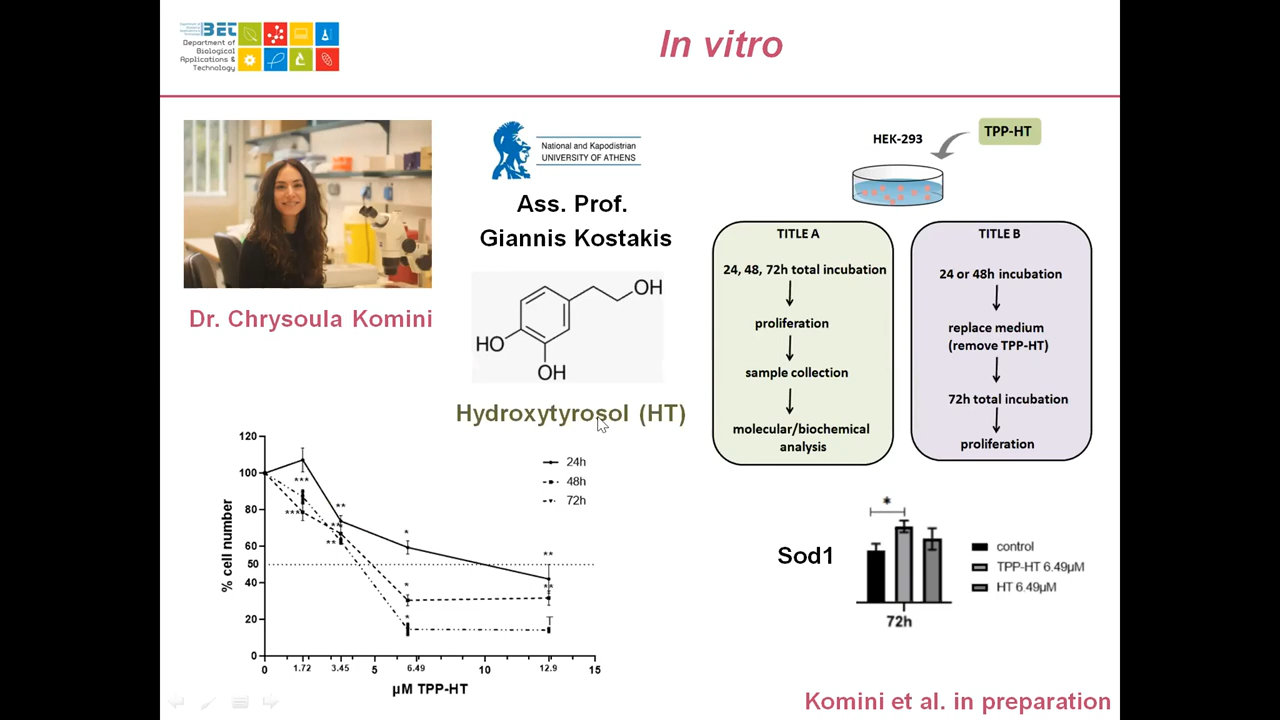 BET
Department of
Biological
Applications &
Technology
In vitro
National and Kapodistrian
UNIVERSITY OF ATHENS
Ass. Prof.
Giannis Kostakis
Dr. Chrysoula Komini
OH
HO
OH
Hydroxytyrosol (HT)
HEK-293
TPP-HT
TITLE A
24, 48, 72h total incubation
proliferation
sample collection
molecular/biochemical
analysis
TITLE B
24 or 48h incubation
replace medium
(remove TPP-HT)
72h total incubation
proliferation
% cell number
120
100
80
60
50
40
20
0
0
1.72
3.45
5
6.49
10
12.9
15
µM TPP-HT
24h
48h
72h
***
***
**
**
**
*
*
*
**
**
Sod1
*
72h
control
TPP-HT 6.49µM
HT 6.49µM
Komini et al. in preparation